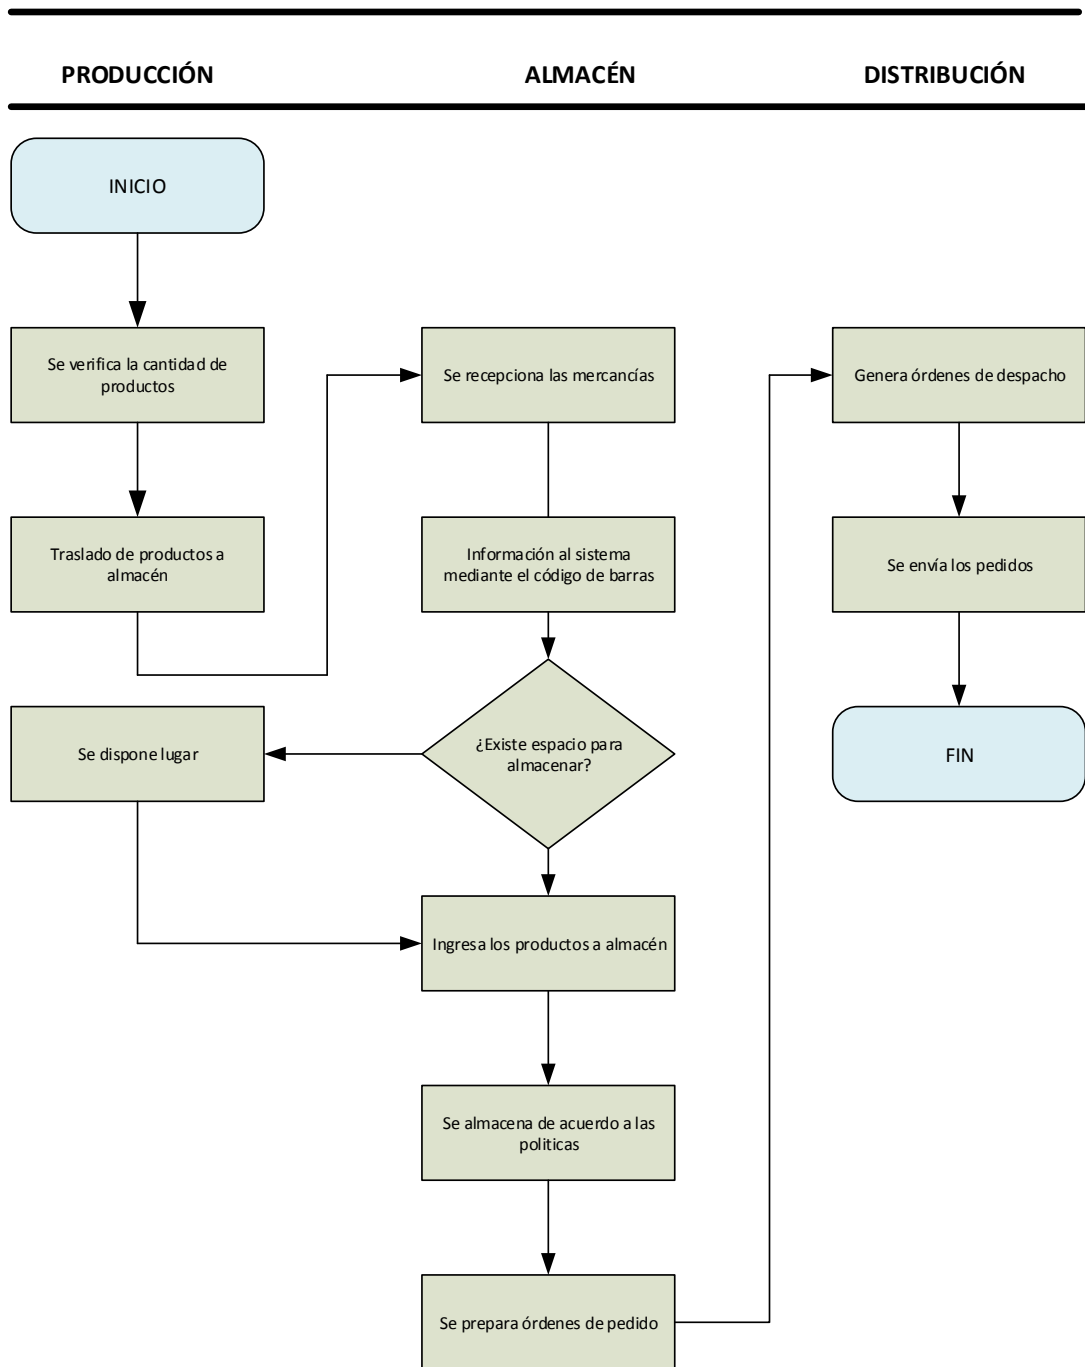 PRODUCCIÓN
ALMACÉN
DISTRIBUCIÓN
INICIO
Se verifica la cantidad de
productos
Se recepciona las mercancías
Genera órdenes de despacho
Traslado de productos a
almacén
Información al sistema
mediante el código de barras
Se envía los pedidos
Se dispone lugar
¿Existe espacio para
almacenar?
FIN
Ingresa los productos a almacén
Se almacena de acuerdo a las
politicas
Se prepara órdenes de pedido